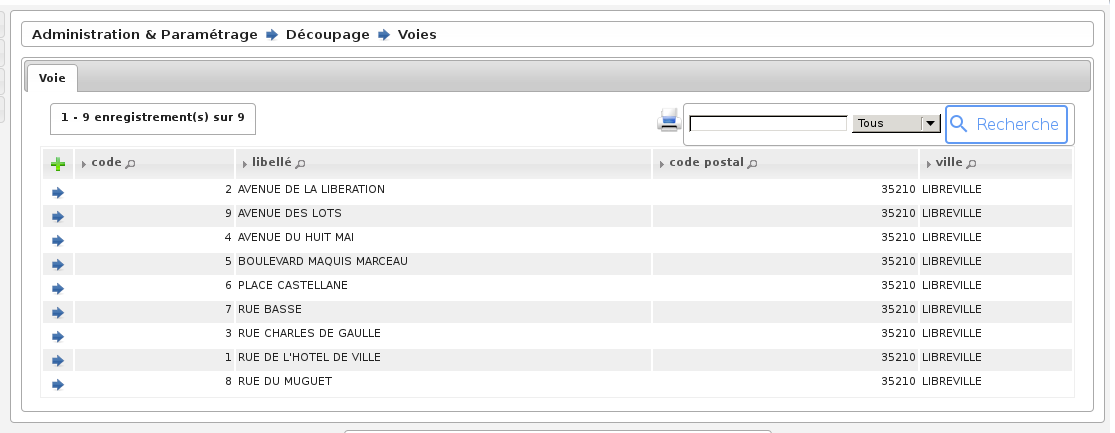 Administration & Paramétrage Découpage Voies
Voie
1 - 9 enregistrement(s) sur 9 Tous Recherche
code libellé code postal ville
2 AVENUE DE LA LIBERATION 35210 LIBREVILLE
9 AVENUE DES LOTS 35210 LIBREVILLE
4 AVENUE DU HUIT MAI 35210 LIBREVILLE
5 BOULEVARD MAQUIS MARCEAU 35210 LIBREVILLE
6 PLACE CASTELLANE 35210 LIBREVILLE
7 RUE BASSE 35210 LIBREVILLE
3 RUE CHARLES DE GAULLE 35210 LIBREVILLE
1 RUE DE L'HOTEL DE VILLE 35210 LIBREVILLE
8 RUE DU MUGUET 35210 LIBREVILLE